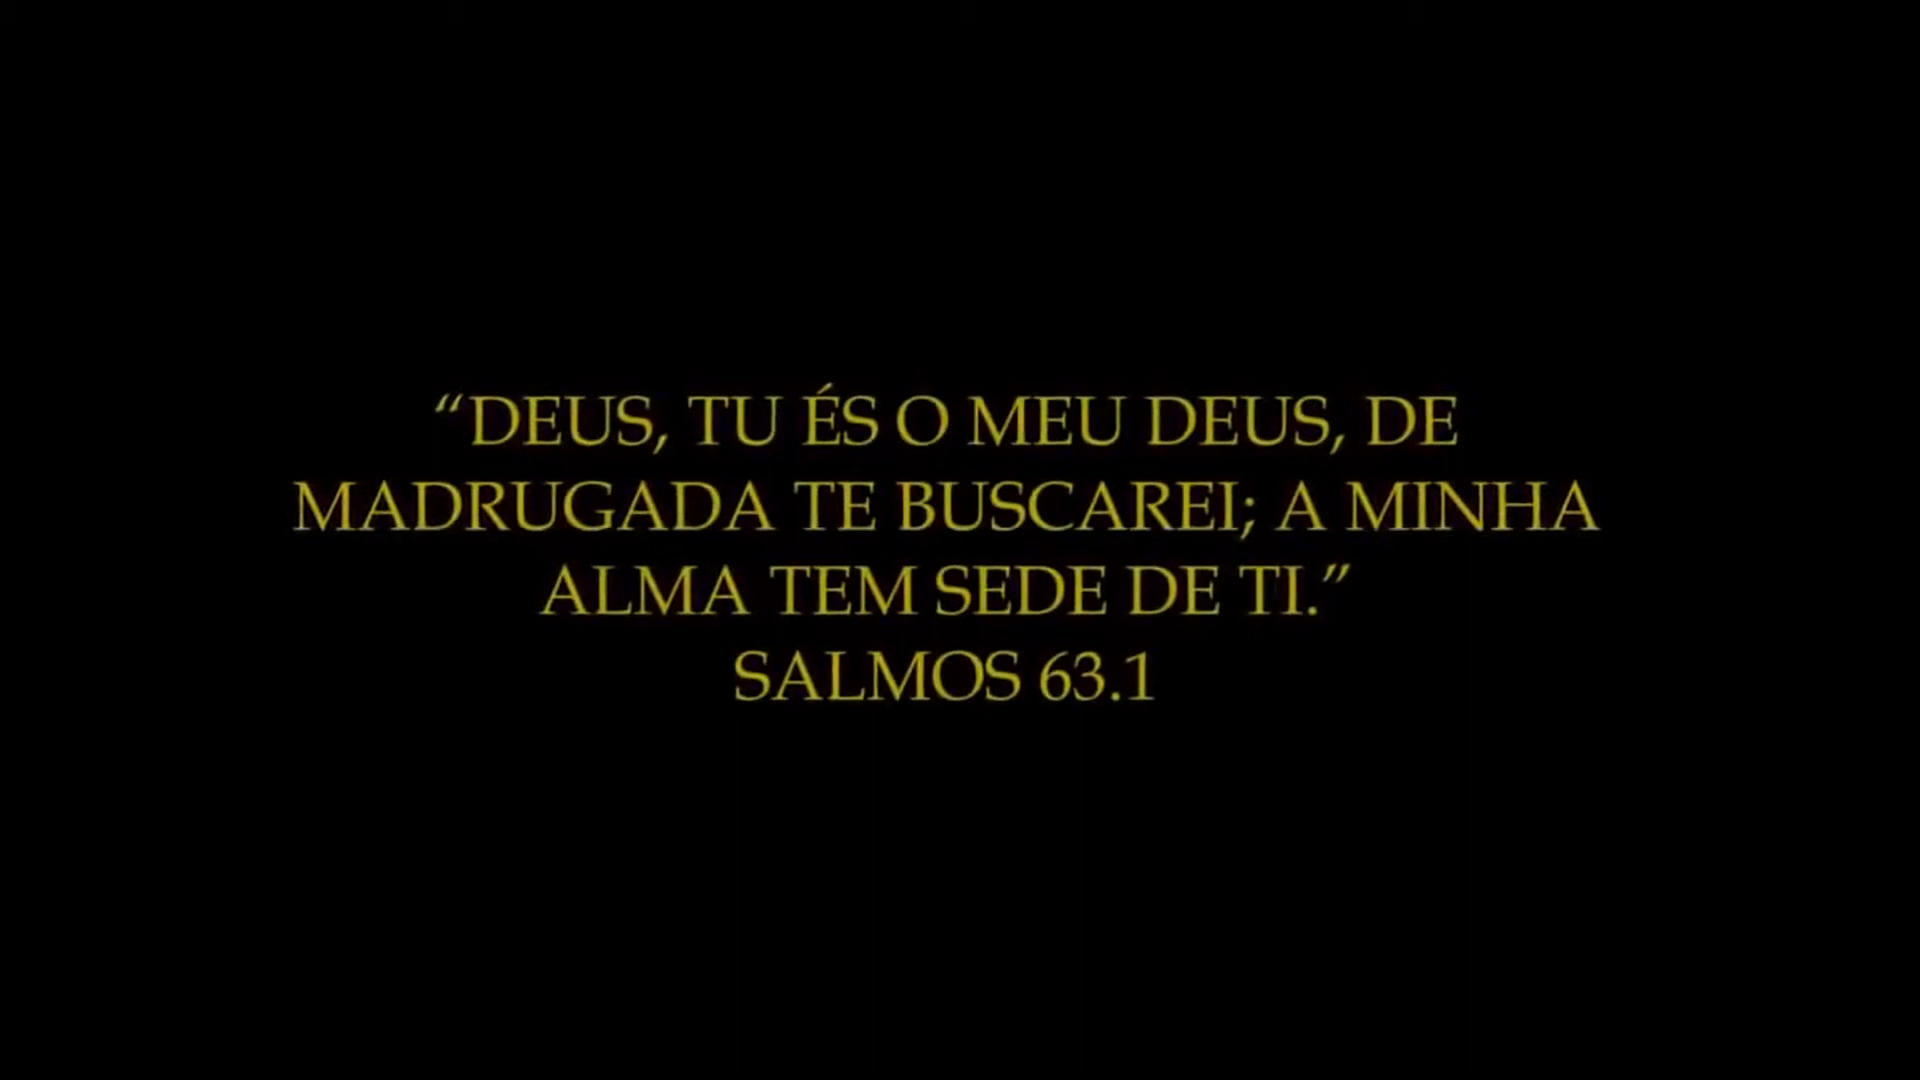 “DEUS, TU ÉS O MEU DEUS, DE
MADRUGADA TE BUSCAREI; A MINHA
ALMA TEM SEDE DE TI.”
SALMOS 63.1